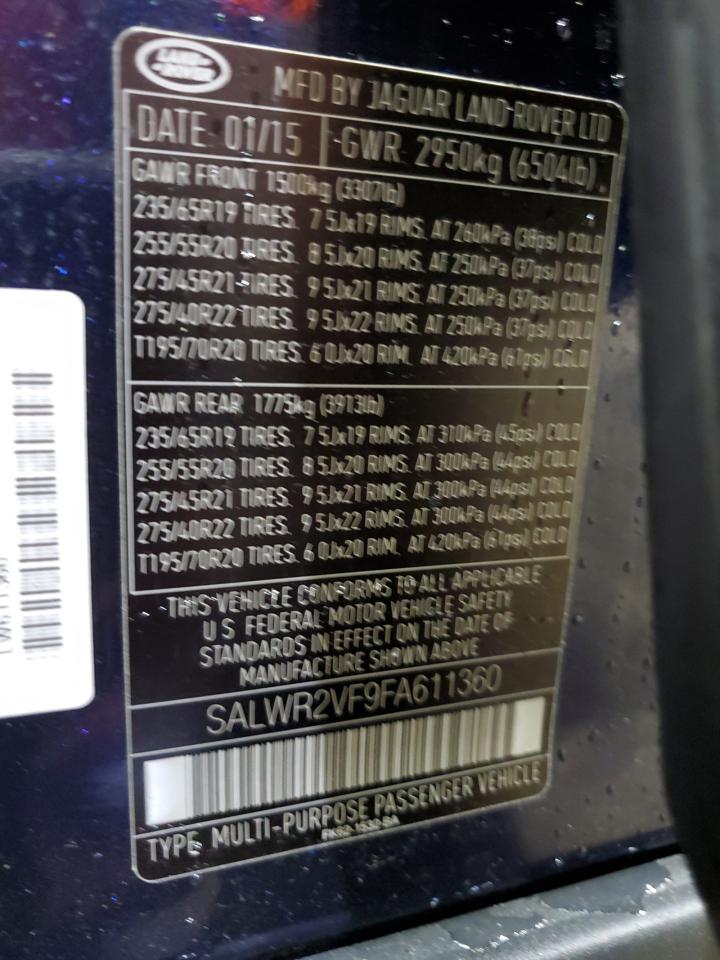 LAND-
ROVER
MFD BY JAGUAR LAND ROVER LTD
DATE 01/15 GWR 2950kg (6504lb)
GAWR FRONT 1500kg (3307lb)
235/65R19 TIRES. 7 5Jx19 RIMS. AT 260kPa (38psi) COLD
255/55R20 TIRES. 8 5Jx20 RIMS. AT 250kPa (37psi) COLD
275/45R21 TIRES. 9 5Jx21 RIMS. AT 250kPa (37psi) COLD
275/40R22 TIRES. 9 5Jx22 RIMS. AT 250kPa (37psi) COLD
T195/70R20 TIRES. 6 0Jx20 RIM. AT 420kPa (61psi) COLD
GAWR REAR 1775kg (3913lb)
235/65R19 TIRES. 7 5Jx19 RIMS. AT 310kPa (45psi) COLD
255/55R20 TIRES. 8 5Jx20 RIMS. AT 300kPa (44psi) COLD
275/45R21 TIRES. 9 5Jx21 RIMS. AT 300kPa (44psi) COLD
275/40R22 TIRES. 9 5Jx22 RIMS. AT 300kPa (44psi) COLD
T195/70R20 TIRES. 6 0Jx20 RIM. AT 420kPa (61psi) COLD
THIS VEHICLE CONFORMS TO ALL APPLICABLE
U S FEDERAL MOTOR VEHICLE SAFETY
STANDARDS IN EFFECT ON THE DATE OF
MANUFACTURE SHOWN ABOVE
SALWR2VF9FA611360
TYPE MULTI-PURPOSE PASSENGER VEHICLE